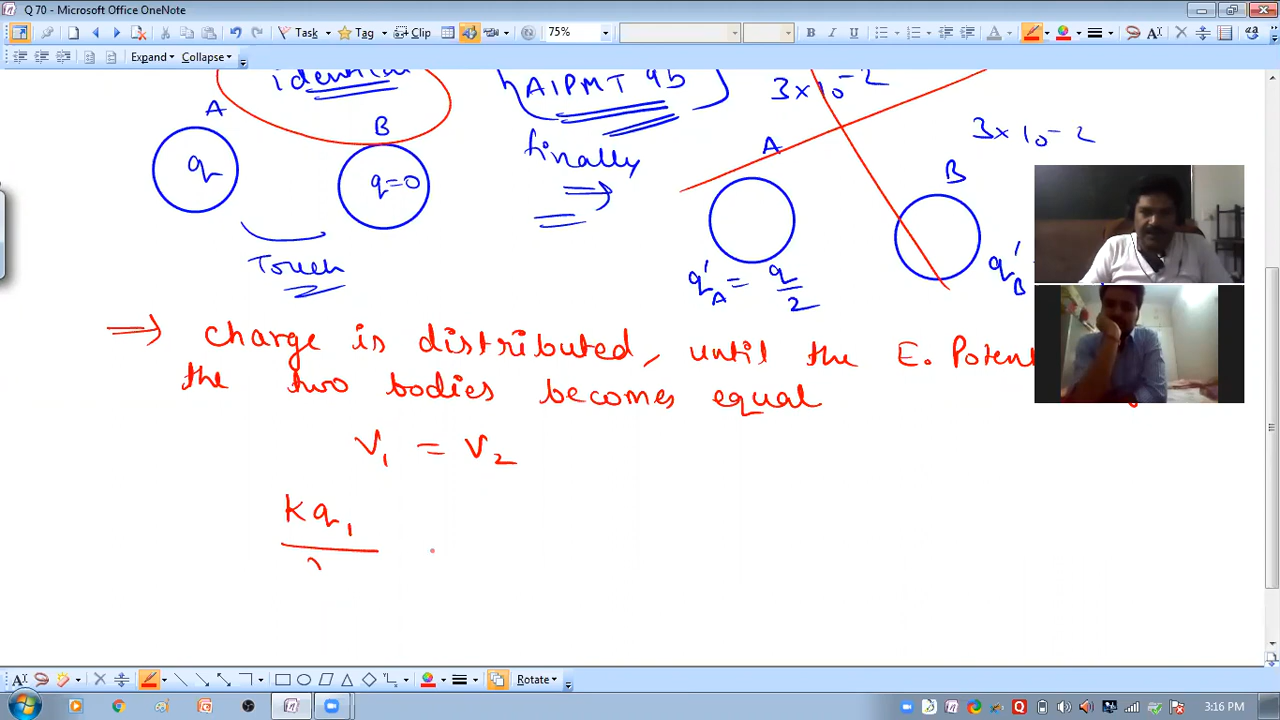 Q 70 - Microsoft Office OneNote
Task Tag Clip 75%
Expand Collapse
identical
AIPMT
3 x 10-2
A
B
A
3 x 10-2
B
q
q=0
finally
Touch
q'A = q/2
q'B
⇒ charge is distributed, until the E. Potent
the two bodies becomes equal
V1 = V2
Kq1
Rotate
3:16 PM